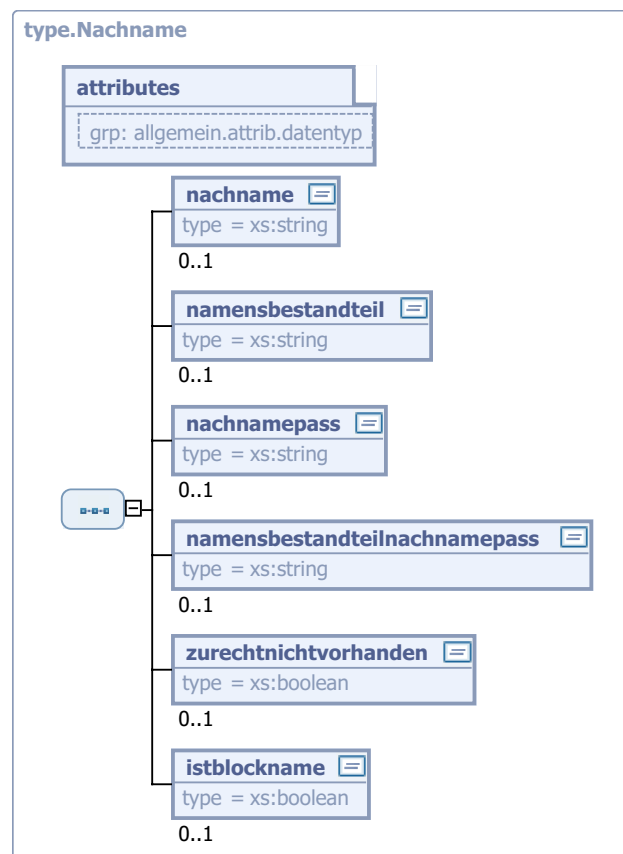 type.Nachname
attributes
grp: allgemein.attrib.datentyp
nachname
type = xs:string
0..1
namensbestandteil
type = xs:string
0..1
nachnamepass
type = xs:string
0..1
namensbestandteilnachnamepass
type = xs:string
0..1
zurechtnichtvorhanden
type = xs:boolean
0..1
istblockname
type = xs:boolean
0..1